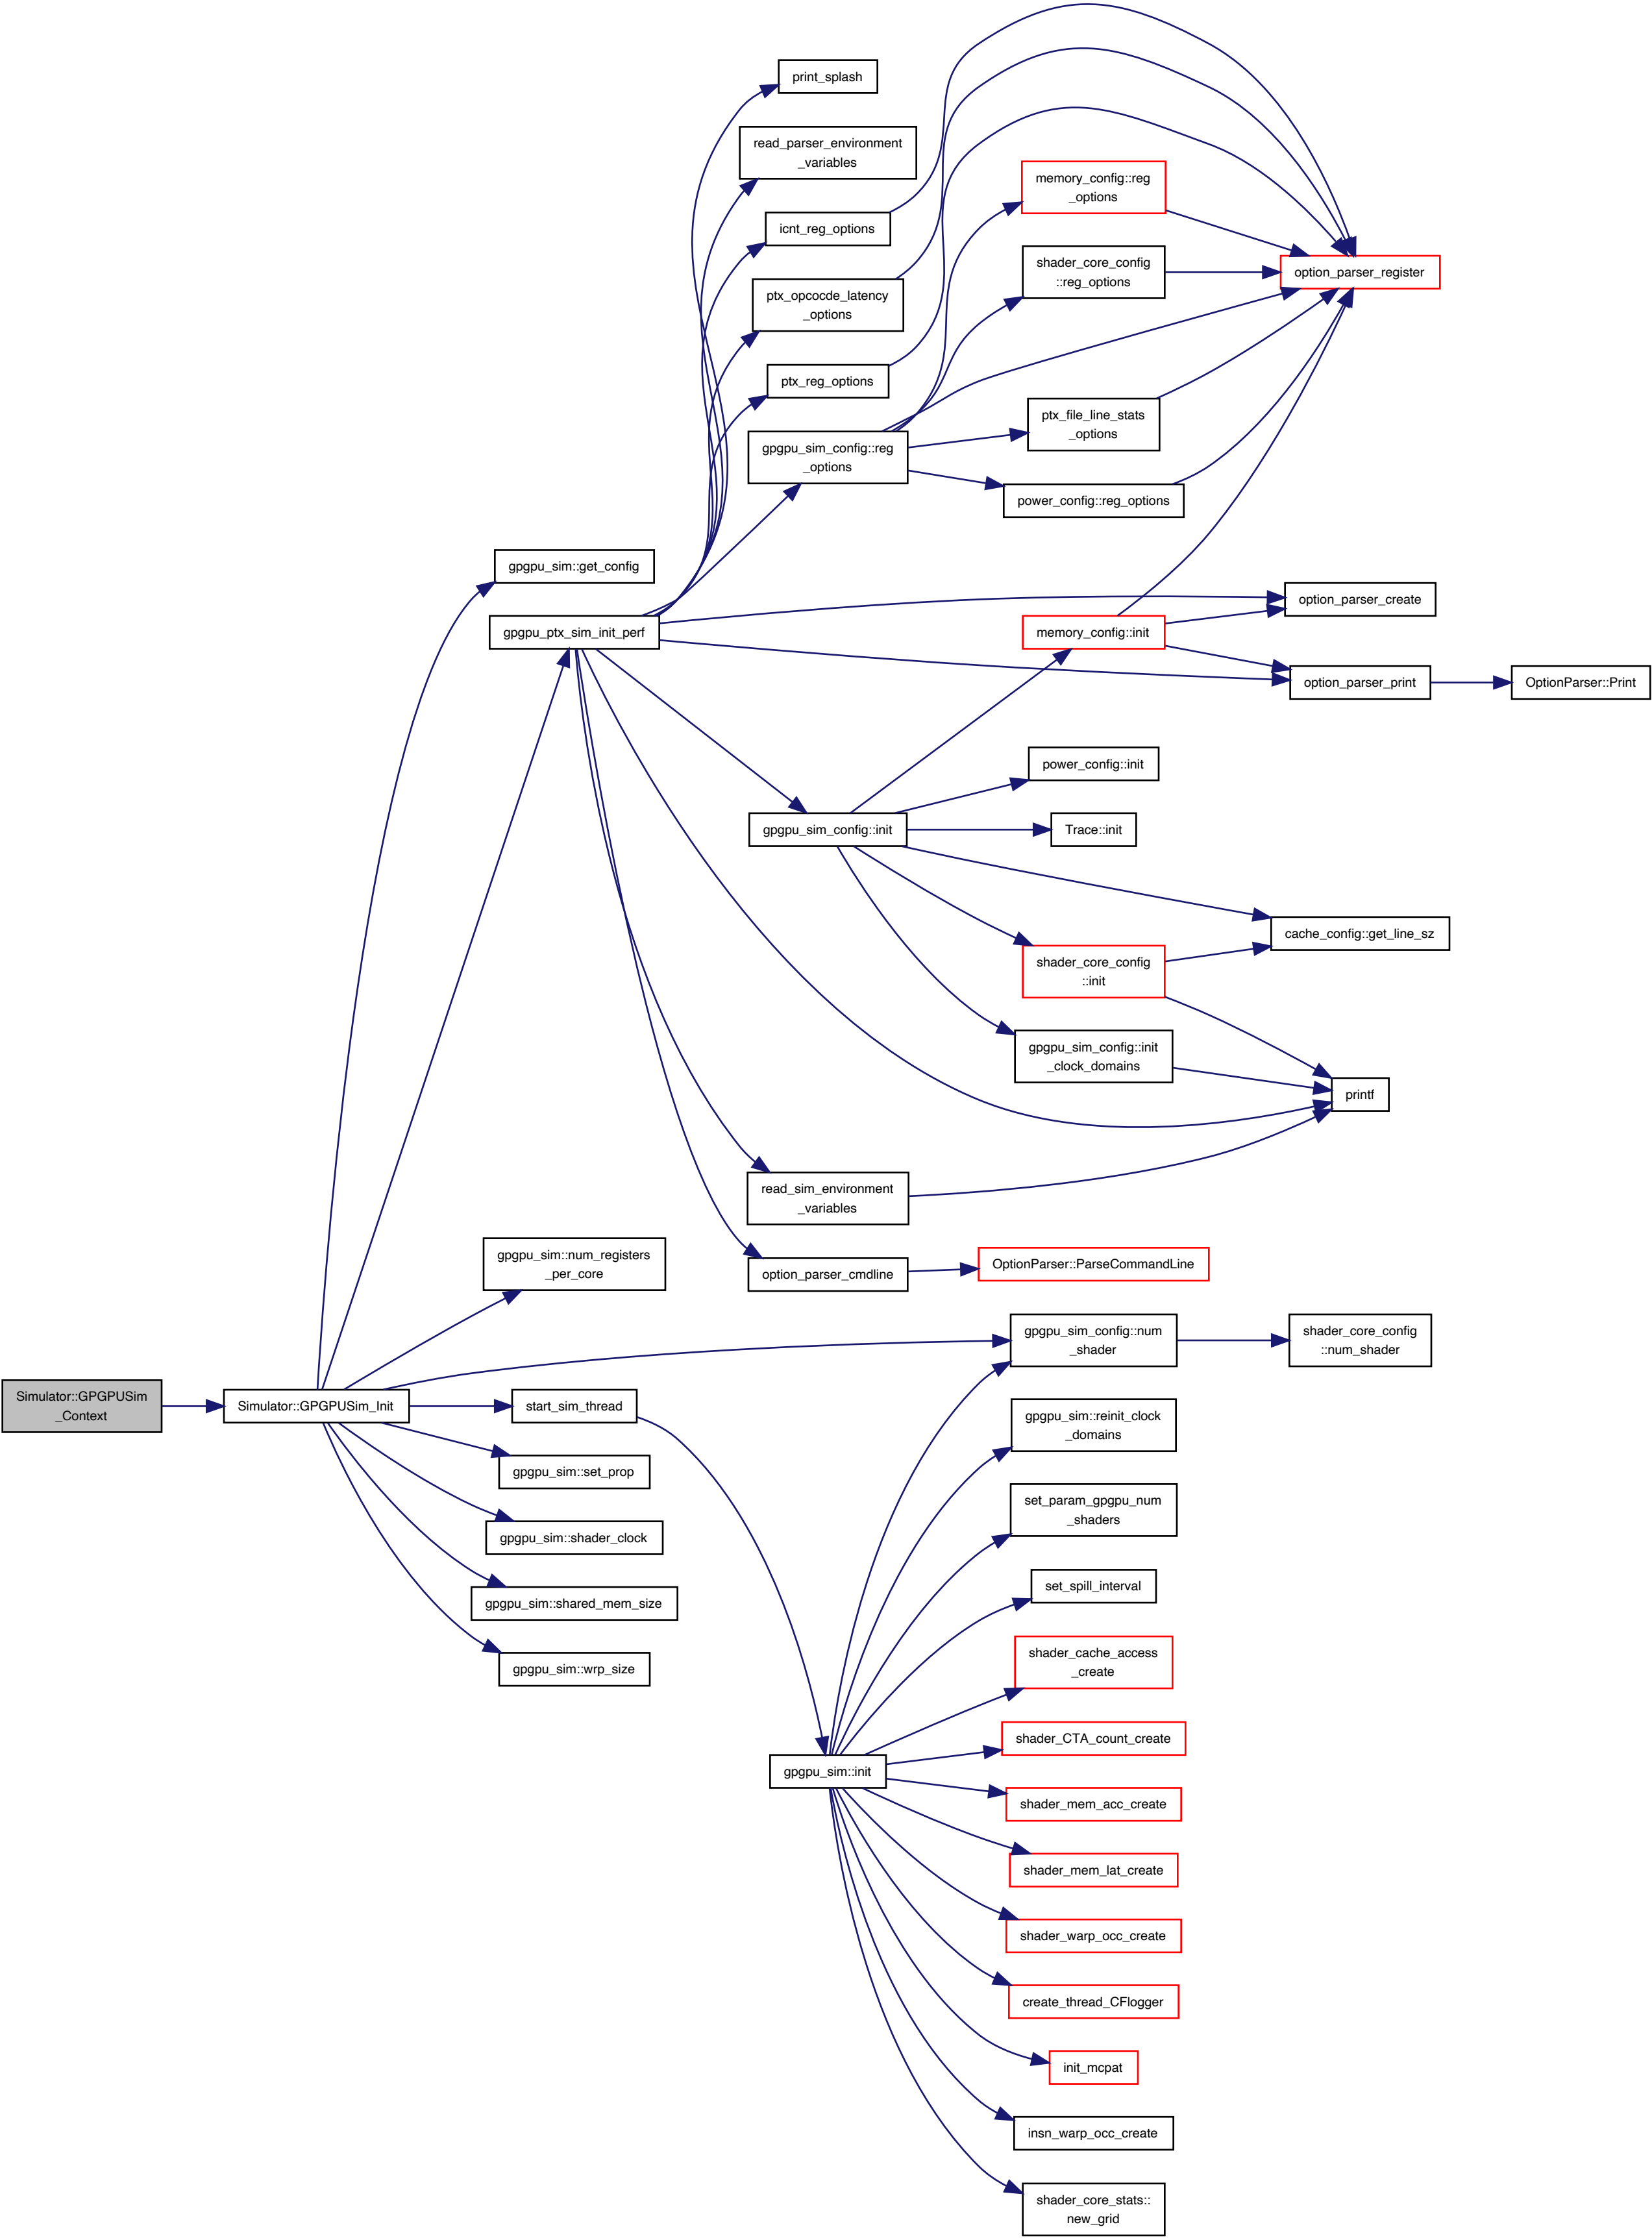 print_splash
read_parser_environment
_variables
icnt_reg_options
ptx_opcocde_latency
_options
ptx_reg_options
gpgpu_sim_config::reg
_options
memory_config::reg
_options
shader_core_config
::reg_options
option_parser_register
ptx_file_line_stats
_options
power_config::reg_options
gpgpu_sim::get_config
gpgpu_ptx_sim_init_perf
option_parser_create
memory_config::init
option_parser_print
OptionParser::Print
power_config::init
gpgpu_sim_config::init
Trace::init
cache_config::get_line_sz
shader_core_config
::init
gpgpu_sim_config::init
_clock_domains
printf
read_sim_environment
_variables
option_parser_cmdline
OptionParser::ParseCommandLine
gpgpu_sim::num_registers
_per_core
gpgpu_sim_config::num
_shader
shader_core_config
::num_shader
Simulator::GPGPUSim
_Context
Simulator::GPGPUSim_Init
start_sim_thread
gpgpu_sim::reinit_clock
_domains
gpgpu_sim::set_prop
set_param_gpgpu_num
_shaders
gpgpu_sim::shader_clock
set_spill_interval
gpgpu_sim::shared_mem_size
shader_cache_access
_create
gpgpu_sim::wrp_size
shader_CTA_count_create
gpgpu_sim::init
shader_mem_acc_create
shader_mem_lat_create
shader_warp_occ_create
create_thread_CFlogger
init_mcpat
insn_warp_occ_create
shader_core_stats::
new_grid